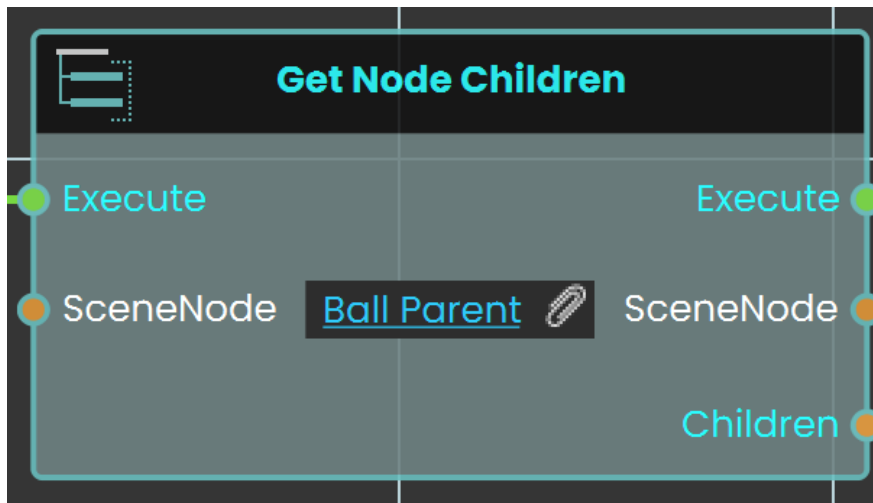 Get Node Children
Execute Execute
SceneNode Ball Parent SceneNode
Children